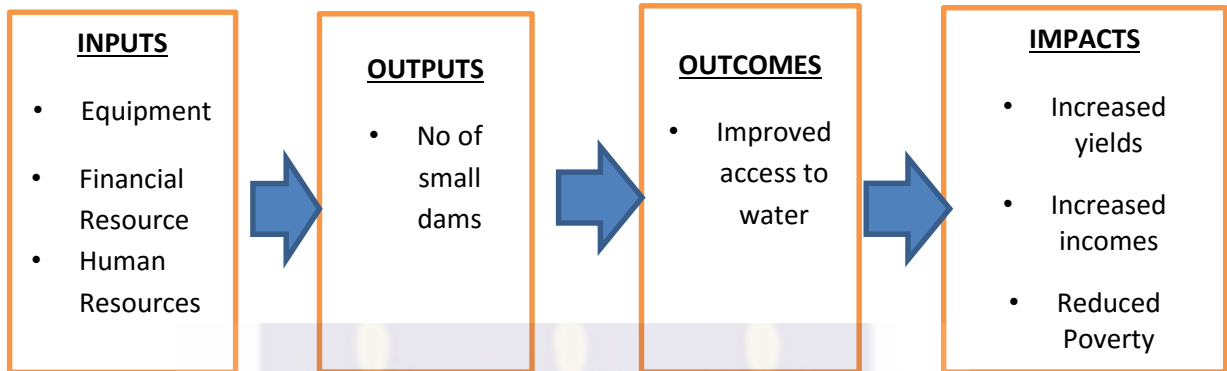 INPUTS
• Equipment
• Financial
Resource
• Human
Resources
OUTPUTS
• No of
small
dams
OUTCOMES
• Improved
access to
water
IMPACTS
• Increased
yields
• Increased
incomes
• Reduced
Poverty